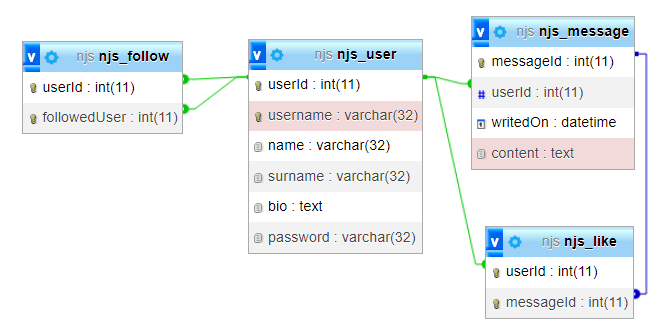 v njs njs_follow
userId : int(11)
followedUser : int(11)
v njs njs_user
userId : int(11)
username : varchar(32)
name : varchar(32)
surname : varchar(32)
bio : text
password : varchar(32)
v njs njs_message
messageId : int(11)
# userId : int(11)
writedOn : datetime
content : text
v njs njs_like
userId : int(11)
messageId : int(11)